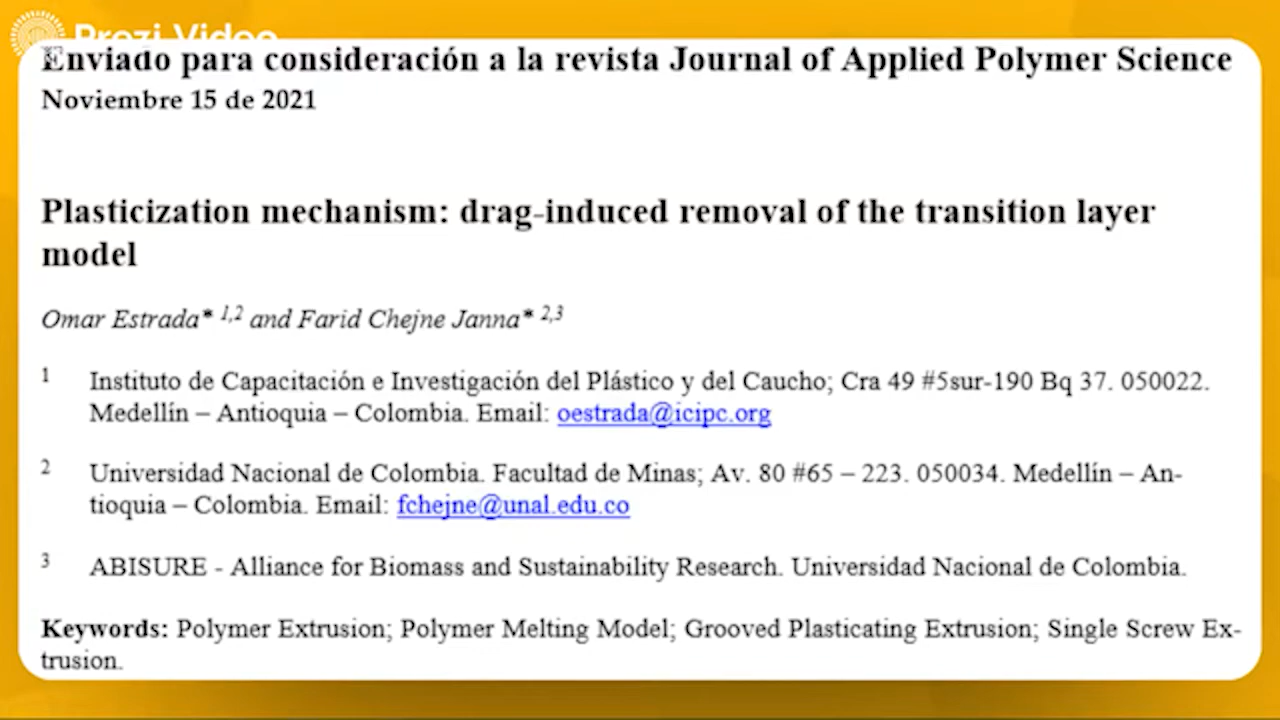 Prezi Video
Enviado para consideración a la revista Journal of Applied Polymer Science
Noviembre 15 de 2021
Plasticization mechanism: drag-induced removal of the transition layer
model
Omar Estrada* 1,2 and Farid Chejne Janna* 2,3
1 Instituto de Capacitación e Investigación del Plástico y del Caucho; Cra 49 #5sur-190 Bq 37. 050022.
Medellín – Antioquia – Colombia. Email: oestrada@icipc.org
2 Universidad Nacional de Colombia. Facultad de Minas; Av. 80 #65 – 223. 050034. Medellín – An-
tioquia – Colombia. Email: fchejne@unal.edu.co
3 ABISURE - Alliance for Biomass and Sustainability Research. Universidad Nacional de Colombia.
Keywords: Polymer Extrusion; Polymer Melting Model; Grooved Plasticating Extrusion; Single Screw Ex-
trusion.